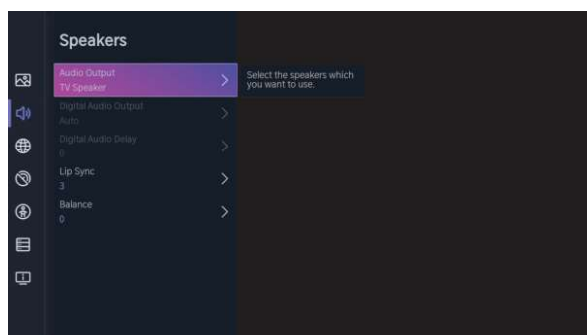 Speakers
Audio Output
TV Speaker
Select the speakers which
you want to use.
Digital Audio Output
Auto
Digital Audio Delay
0
Lip Sync
3
Balance
0